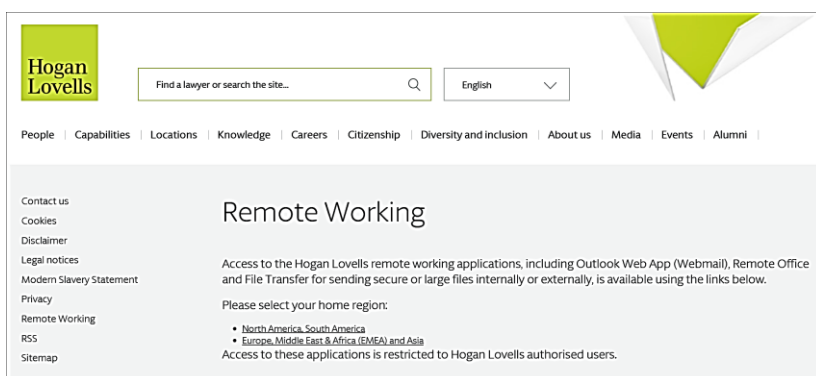 Hogan
Lovells
Find a lawyer or search the site...
English
People | Capabilities | Locations | Knowledge | Careers | Citizenship | Diversity and inclusion | About us | Media | Events | Alumni |
Contact us
Cookies
Disclaimer
Legal notices
Modern Slavery Statement
Privacy
Remote Working
RSS
Sitemap
Remote Working
Access to the Hogan Lovells remote working applications, including Outlook Web App (Webmail), Remote Office
and File Transfer for sending secure or large files internally or externally, is available using the links below.
Please select your home region:
• North America, South America
• Europe, Middle East & Africa (EMEA) and Asia
Access to these applications is restricted to Hogan Lovells authorised users.